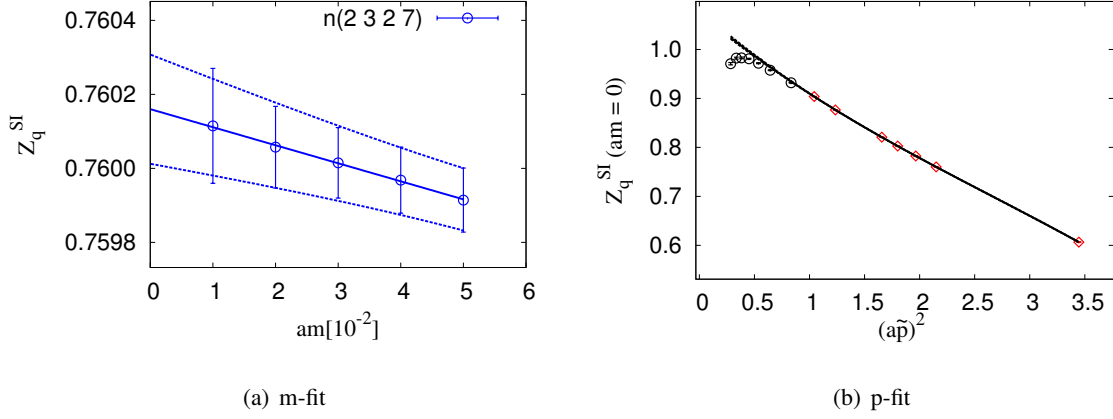 n(2 3 2 7)
0.7604
0.7602
0.7600
0.7598
Z_q^SI
0 1 2 3 4 5 6
am[10^-2]
(a) m-fit
1.0
0.9
0.8
0.7
0.6
Z_q^SI (am = 0)
0 0.5 1 1.5 2 2.5 3 3.5
(ap̃)^2
(b) p-fit